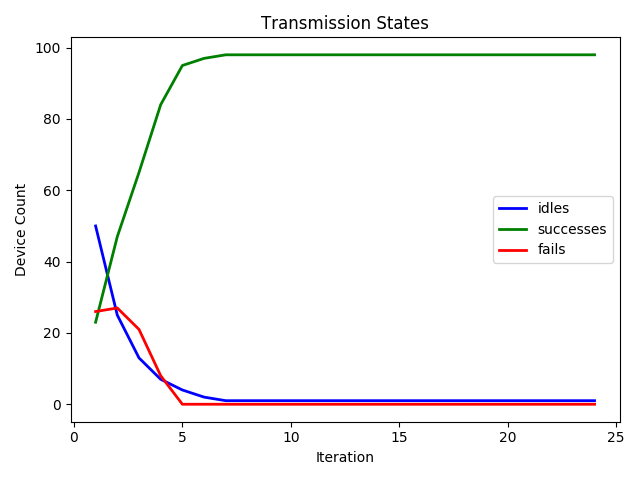 Transmission States
Device Count
100
80
60
40
20
0
idles
successes
fails
0 5 10 15 20 25
Iteration